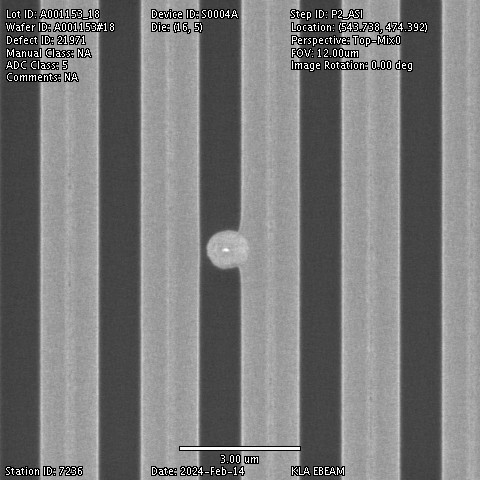 Lot ID: A001153_18 Device ID: S0004A Step ID: P2_ASI
Wafer ID: A001153#18 Die: (16, 5) Location: (543.738, 474.392)
Defect ID: 21971 Perspective: Top-Mix0
Manual Class: NA FOV: 12.00um
ADC Class: 5 Image Rotation: 0.00 deg
Comments: NA
3.00 um
Station ID: 7236 Date: 2024-Feb-14 KLA EBEAM